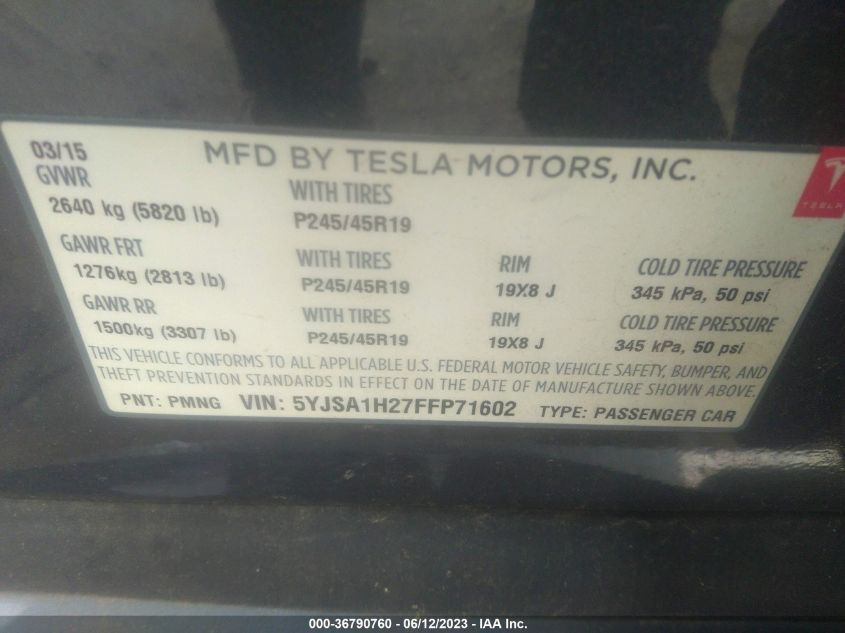 03/15 MFD BY TESLA MOTORS, INC.
TESLA
GVWR WITH TIRES
2640 kg (5820 lb) P245/45R19
GAWR FRT WITH TIRES RIM COLD TIRE PRESSURE
1276kg (2813 lb) P245/45R19 19X8 J 345 kPa, 50 psi
GAWR RR WITH TIRES RIM COLD TIRE PRESSURE
1500kg (3307 lb) P245/45R19 19X8 J 345 kPa, 50 psi
THIS VEHICLE CONFORMS TO ALL APPLICABLE U.S. FEDERAL MOTOR VEHICLE SAFETY, BUMPER, AND
THEFT PREVENTION STANDARDS IN EFFECT ON THE DATE OF MANUFACTURE SHOWN ABOVE.
PNT: PMNG VIN: 5YJSA1H27FFP71602 TYPE: PASSENGER CAR
000-36790760 - 06/12/2023 - IAA Inc.